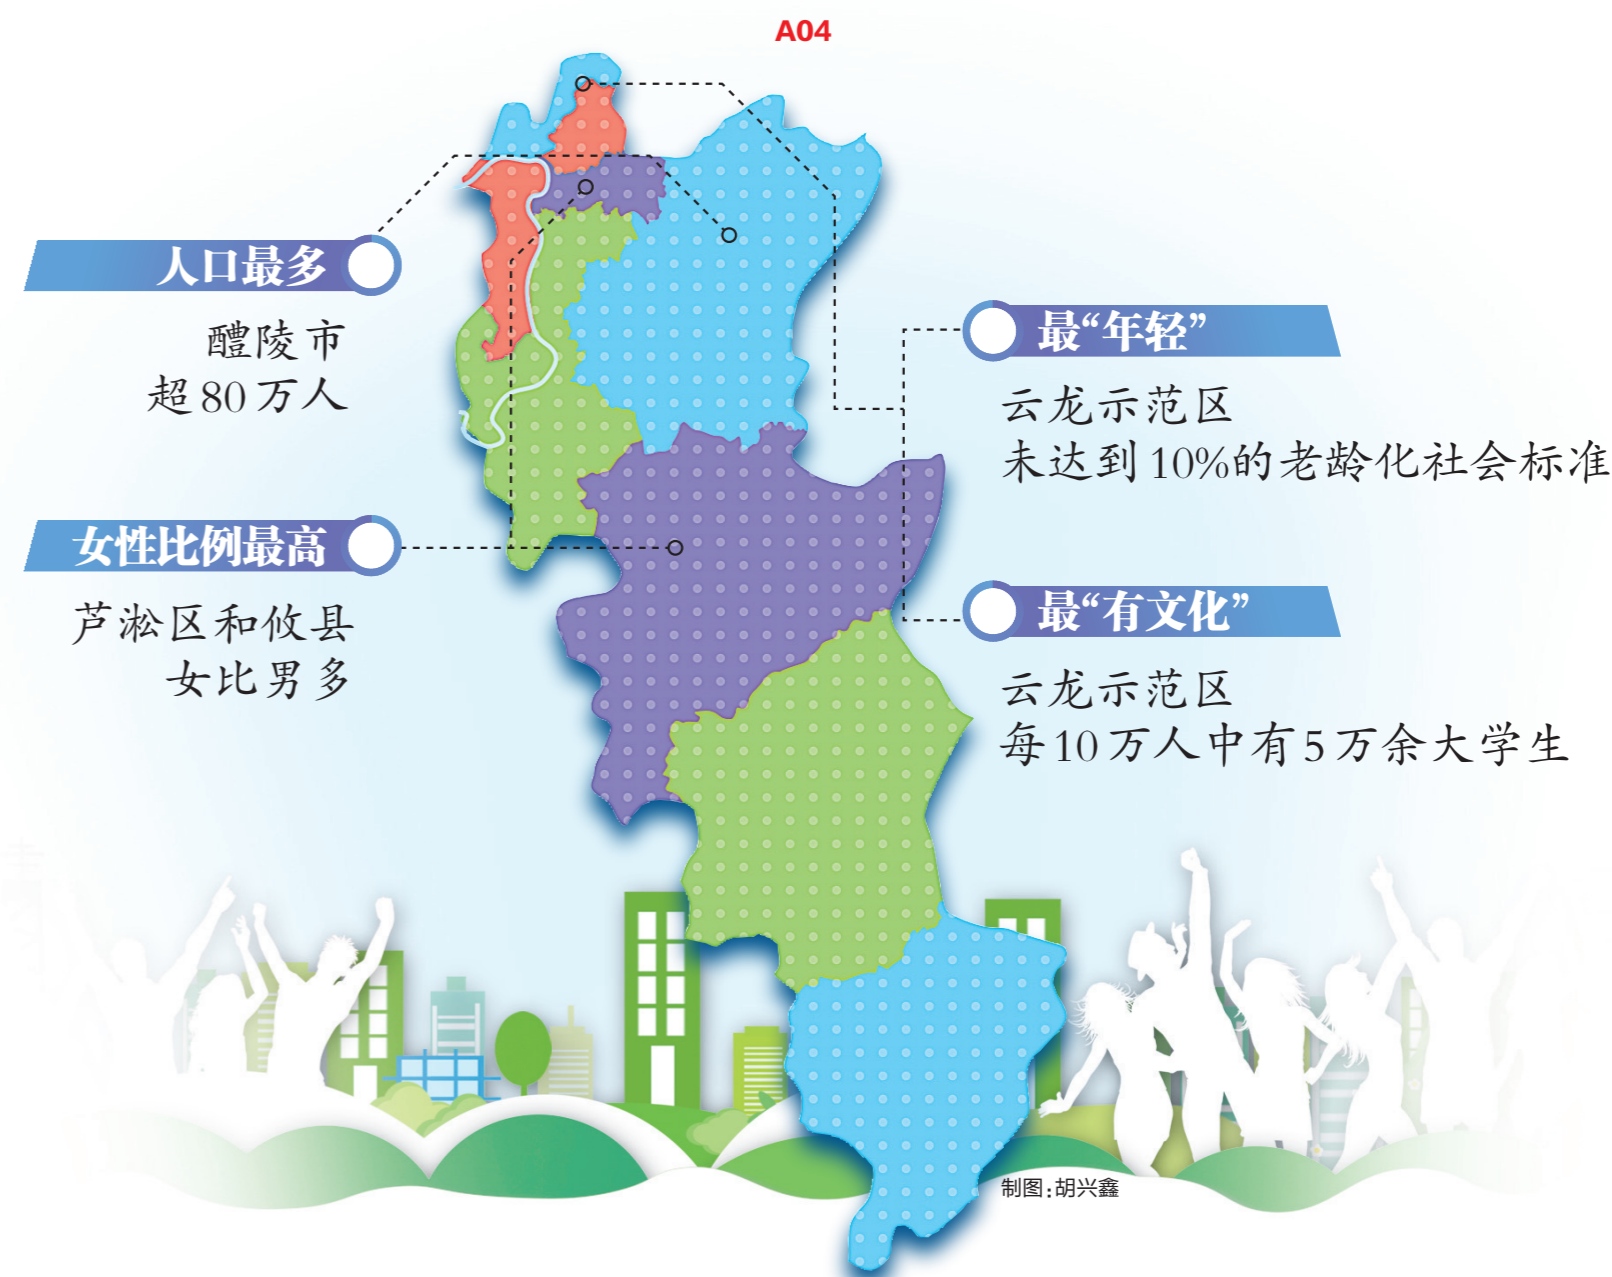 A04
人口最多
醴陵市
超80万人
女性比例最高
芦淞区和攸县
女比男多
最“年轻”
云龙示范区
未达到10%的老龄化社会标准
最“有文化”
云龙示范区
每10万人中有5万余大学生
制图:胡兴鑫